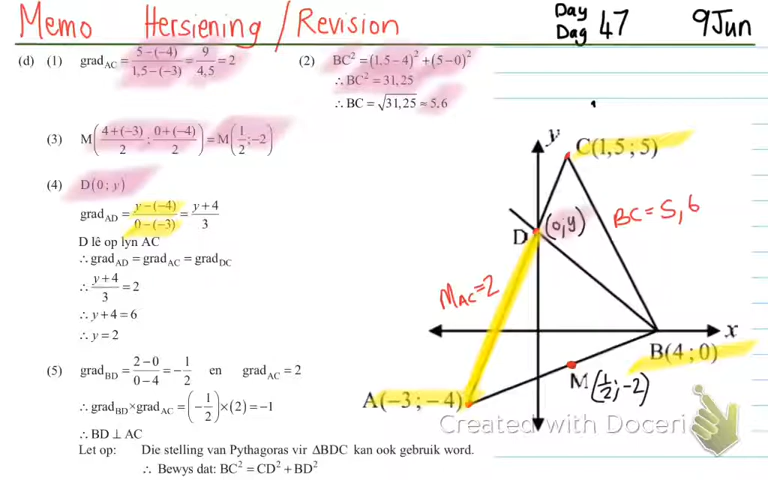 Memo Hersiening / Revision
Day
Dag 47 9 Jun
(d) (1) grad_AC = 5−(−4)/1,5−(−3) = 9/4,5 = 2
(2) BC² = (1,5−4)² + (5−0)²
∴ BC² = 31,25
∴ BC = √31,25 ≈ 5,6
(3) M(4+(−3)/2 ; 0+(−4)/2) = M(1/2 ; −2)
(4) D(0; y)
grad_AD = y−(−4)/0−(−3) = y+4/3
D lê op lyn AC
∴ grad_AD = grad_AC = grad_DC
∴ y+4/3 = 2
∴ y+4 = 6
∴ y = 2
(5) grad_BD = 2−0/0−4 = −1/2 en grad_AC = 2
∴ grad_BD × grad_AC = (−1/2) × (2) = −1
∴ BD ⊥ AC
Let op: Die stelling van Pythagoras vir ΔBDC kan ook gebruik word.
∴ Bewys dat: BC² = CD² + BD²
y
C(1,5 ; 5)
BC = 5,6
D (0;y)
M_AC = 2
x
B(4 ; 0)
M(1/2 ; −2)
A(−3 ; −4)
Created with Doceri